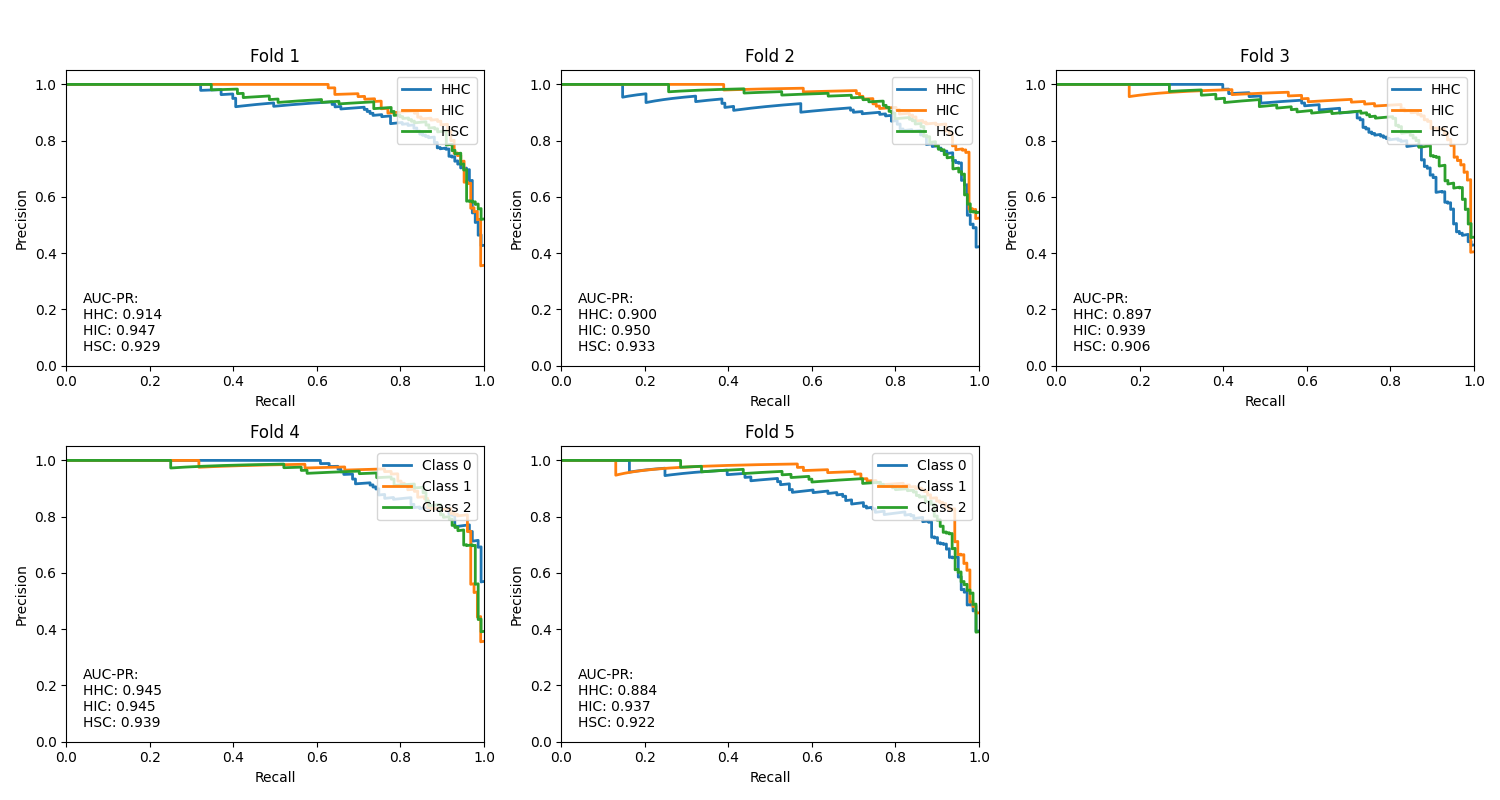 Fold 1
1.0
0.8
0.6
0.4
0.2
0.0
Precision
HHC
HIC
HSC
AUC-PR:
HHC: 0.914
HIC: 0.947
HSC: 0.929
0.0 0.2 0.4 0.6 0.8 1.0
Recall
Fold 2
1.0
0.8
0.6
0.4
0.2
0.0
Precision
HHC
HIC
HSC
AUC-PR:
HHC: 0.900
HIC: 0.950
HSC: 0.933
0.0 0.2 0.4 0.6 0.8 1.0
Recall
Fold 3
1.0
0.8
0.6
0.4
0.2
0.0
Precision
HHC
HIC
HSC
AUC-PR:
HHC: 0.897
HIC: 0.939
HSC: 0.906
0.0 0.2 0.4 0.6 0.8 1.0
Recall
Fold 4
1.0
0.8
0.6
0.4
0.2
0.0
Precision
Class 0
Class 1
Class 2
AUC-PR:
HHC: 0.945
HIC: 0.945
HSC: 0.939
0.0 0.2 0.4 0.6 0.8 1.0
Recall
Fold 5
1.0
0.8
0.6
0.4
0.2
0.0
Precision
Class 0
Class 1
Class 2
AUC-PR:
HHC: 0.884
HIC: 0.937
HSC: 0.922
0.0 0.2 0.4 0.6 0.8 1.0
Recall